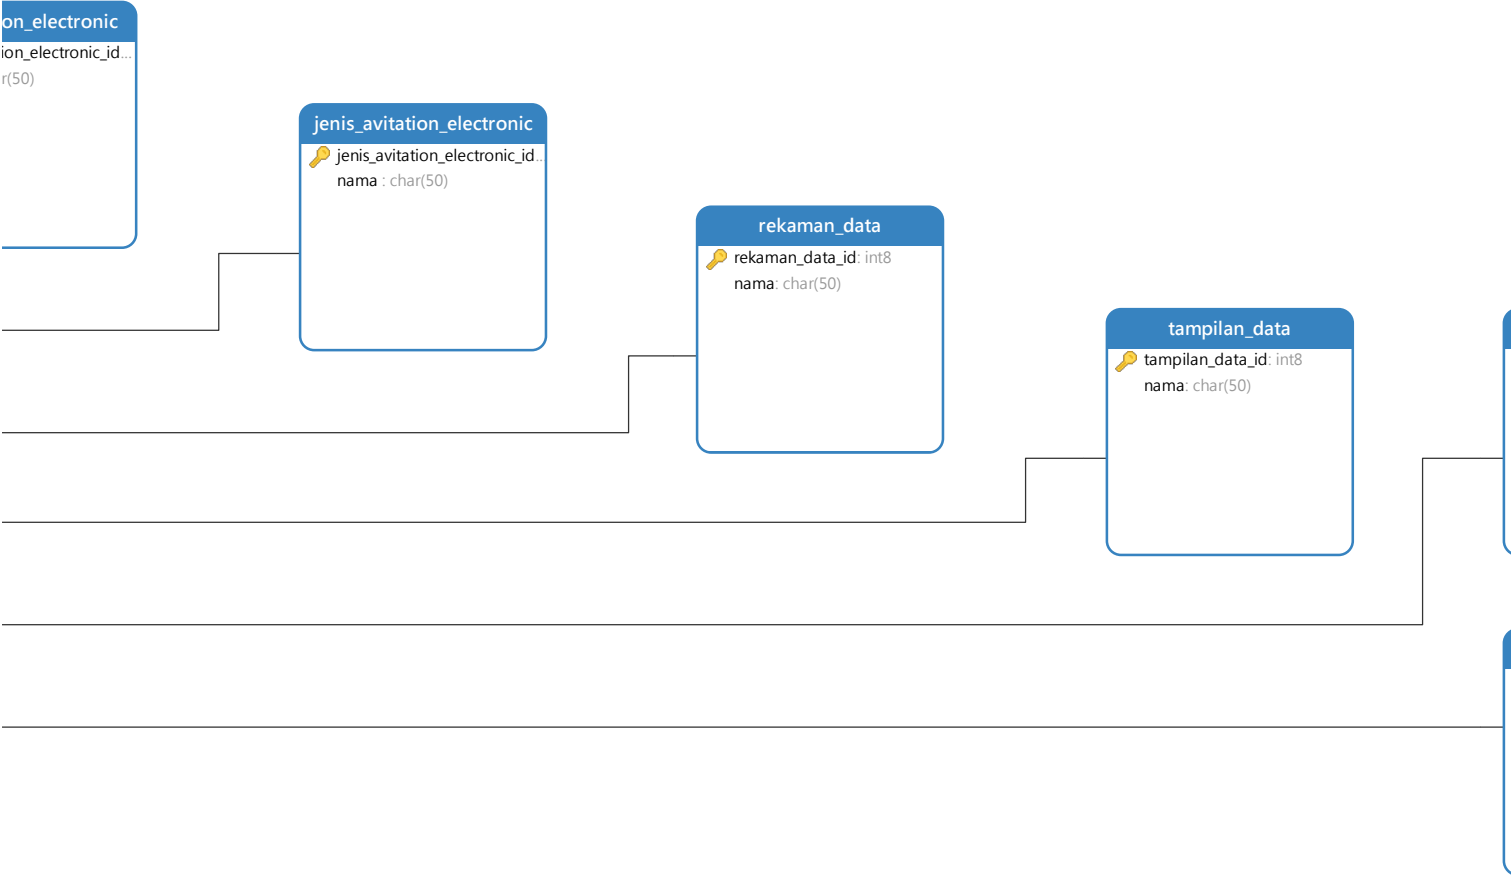 on_electronic
ion_electronic_id...
r(50)
jenis_avitation_electronic
jenis_avitation_electronic_id...
nama : char(50)
rekaman_data
rekaman_data_id: int8
nama: char(50)
tampilan_data
tampilan_data_id: int8
nama: char(50)